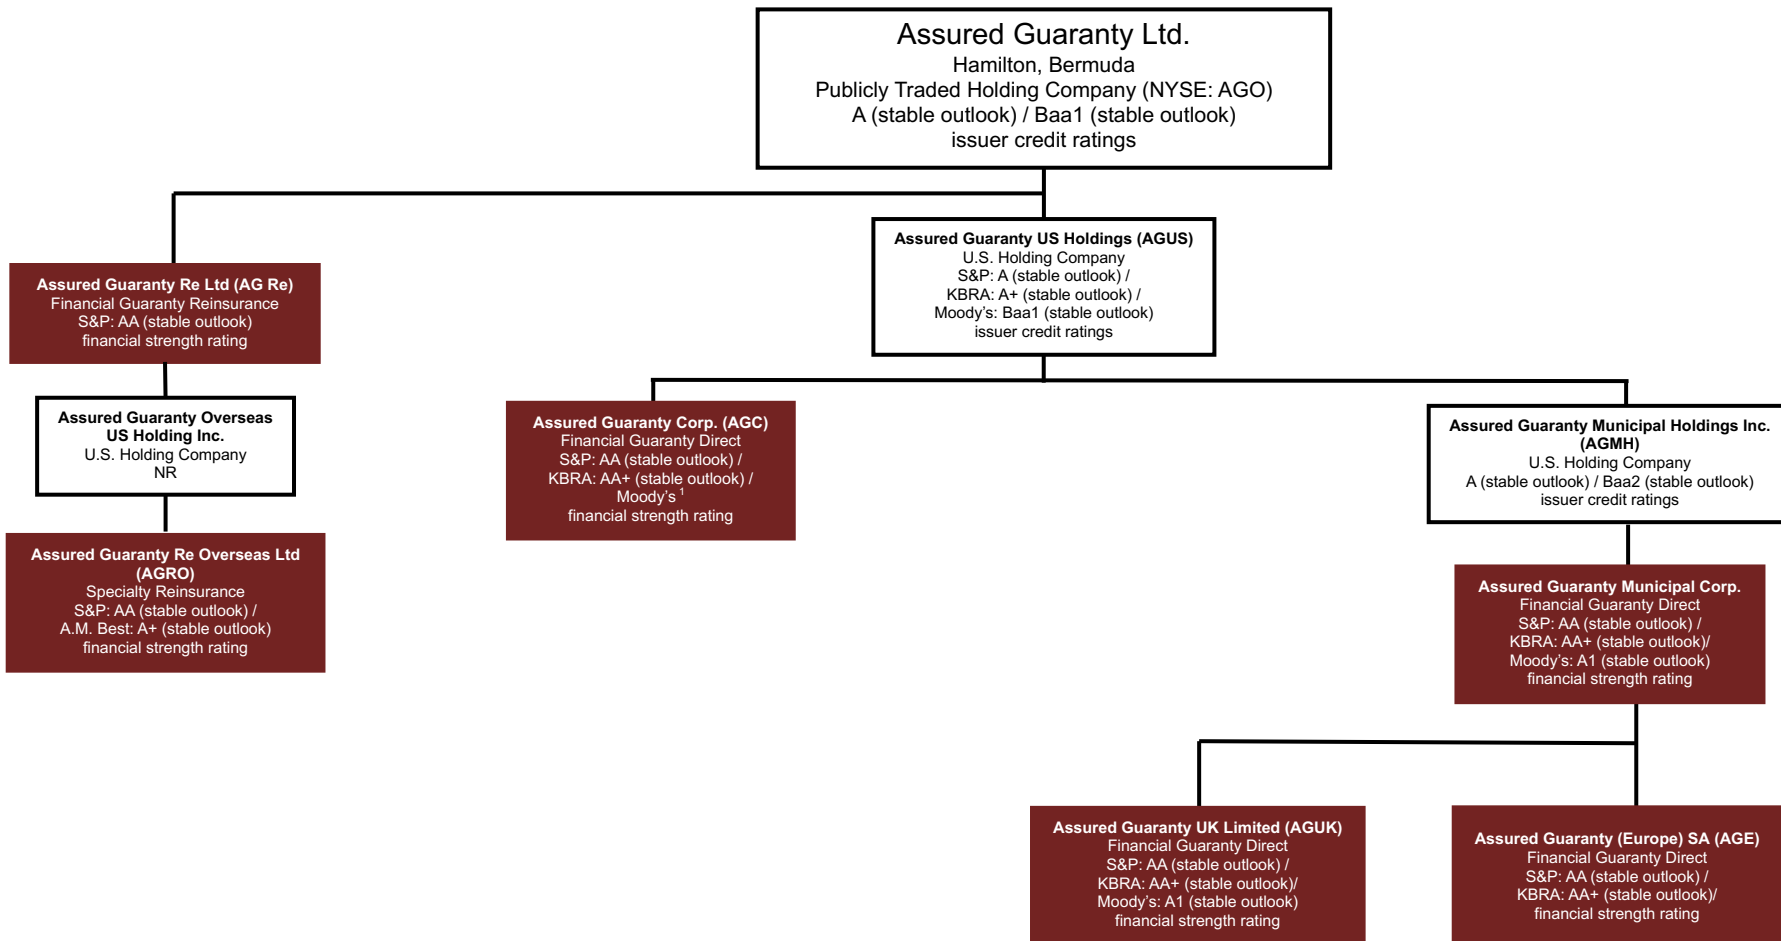 Assured Guaranty Ltd.
Hamilton, Bermuda
Publicly Traded Holding Company (NYSE: AGO)
A (stable outlook) / Baa1 (stable outlook)
issuer credit ratings
Assured Guaranty US Holdings (AGUS)
U.S. Holding Company
S&P: A (stable outlook) /
KBRA: A+ (stable outlook) /
Moody’s: Baa1 (stable outlook)
issuer credit ratings
Assured Guaranty Re Ltd (AG Re)
Financial Guaranty Reinsurance
S&P: AA (stable outlook)
financial strength rating
Assured Guaranty Overseas
US Holding Inc.
U.S. Holding Company
NR
Assured Guaranty Re Overseas Ltd
(AGRO)
Specialty Reinsurance
S&P: AA (stable outlook) /
A.M. Best: A+ (stable outlook)
financial strength rating
Assured Guaranty Corp. (AGC)
Financial Guaranty Direct
S&P: AA (stable outlook) /
KBRA: AA+ (stable outlook) /
Moody’s ¹
financial strength rating
Assured Guaranty Municipal Holdings Inc.
(AGMH)
U.S. Holding Company
A (stable outlook) / Baa2 (stable outlook)
issuer credit ratings
Assured Guaranty Municipal Corp.
Financial Guaranty Direct
S&P: AA (stable outlook) /
KBRA: AA+ (stable outlook)/
Moody’s: A1 (stable outlook)
financial strength rating
Assured Guaranty UK Limited (AGUK)
Financial Guaranty Direct
S&P: AA (stable outlook) /
KBRA: AA+ (stable outlook)/
Moody’s: A1 (stable outlook)
financial strength rating
Assured Guaranty (Europe) SA (AGE)
Financial Guaranty Direct
S&P: AA (stable outlook) /
KBRA: AA+ (stable outlook)/
financial strength rating